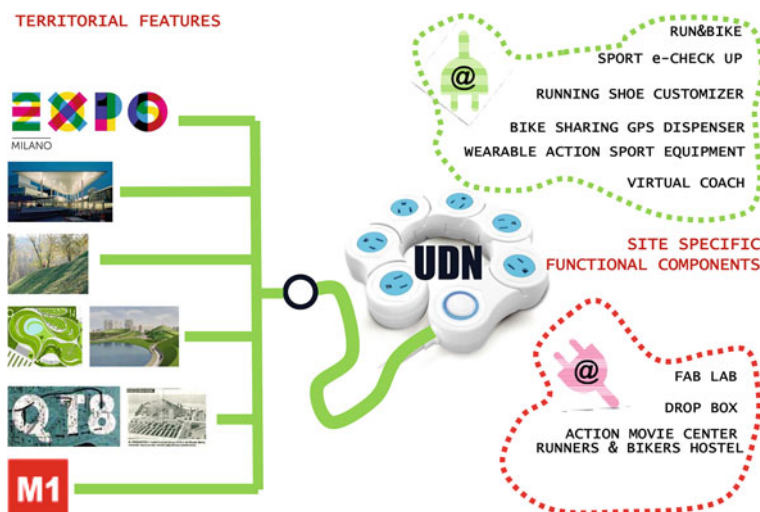 TERRITORIAL FEATURES
EXPO
MILANO
QT8
M1
UDN
@
RUN&BIKE
SPORT e-CHECK UP
RUNNING SHOE CUSTOMIZER
BIKE SHARING GPS DISPENSER
WEARABLE ACTION SPORT EQUIPMENT
VIRTUAL COACH
SITE SPECIFIC
FUNCTIONAL COMPONENTS
@
FAB LAB
DROP BOX
ACTION MOVIE CENTER
RUNNERS & BIKERS HOSTEL